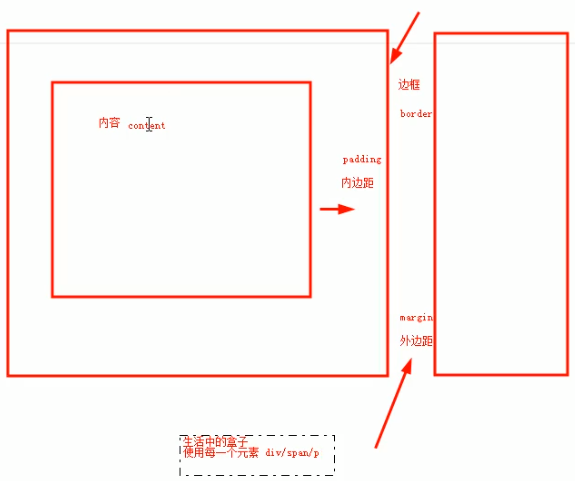 边框
border
内容 content
padding
内边距
margin
外边距
生活中的盒子
使用每一个元素 div/span/p